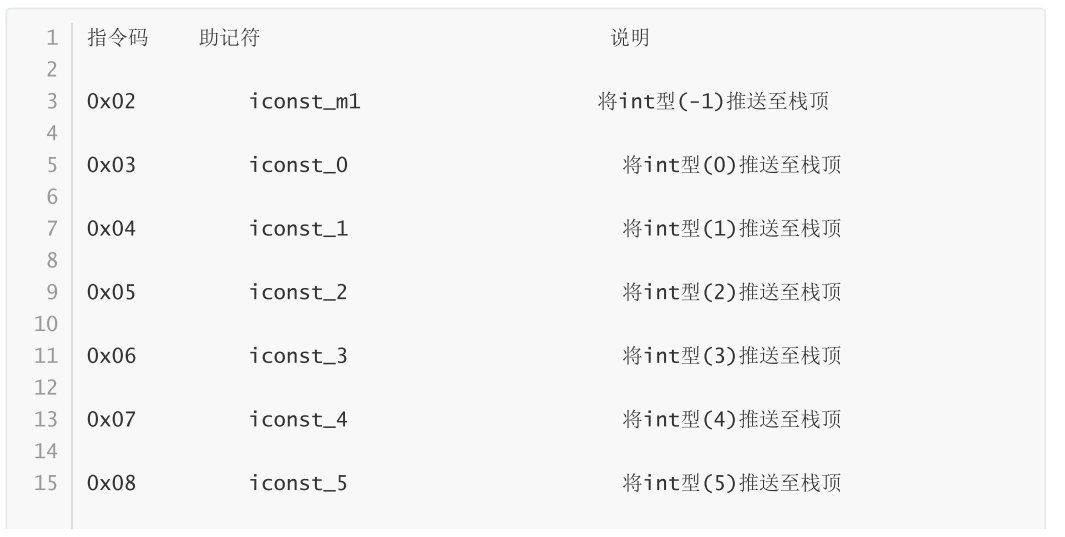 1 指令码 助记符 说明
2
3 0x02 iconst_m1 将int型(-1)推送至栈顶
4
5 0x03 iconst_0 将int型(0)推送至栈顶
6
7 0x04 iconst_1 将int型(1)推送至栈顶
8
9 0x05 iconst_2 将int型(2)推送至栈顶
10
11 0x06 iconst_3 将int型(3)推送至栈顶
12
13 0x07 iconst_4 将int型(4)推送至栈顶
14
15 0x08 iconst_5 将int型(5)推送至栈顶